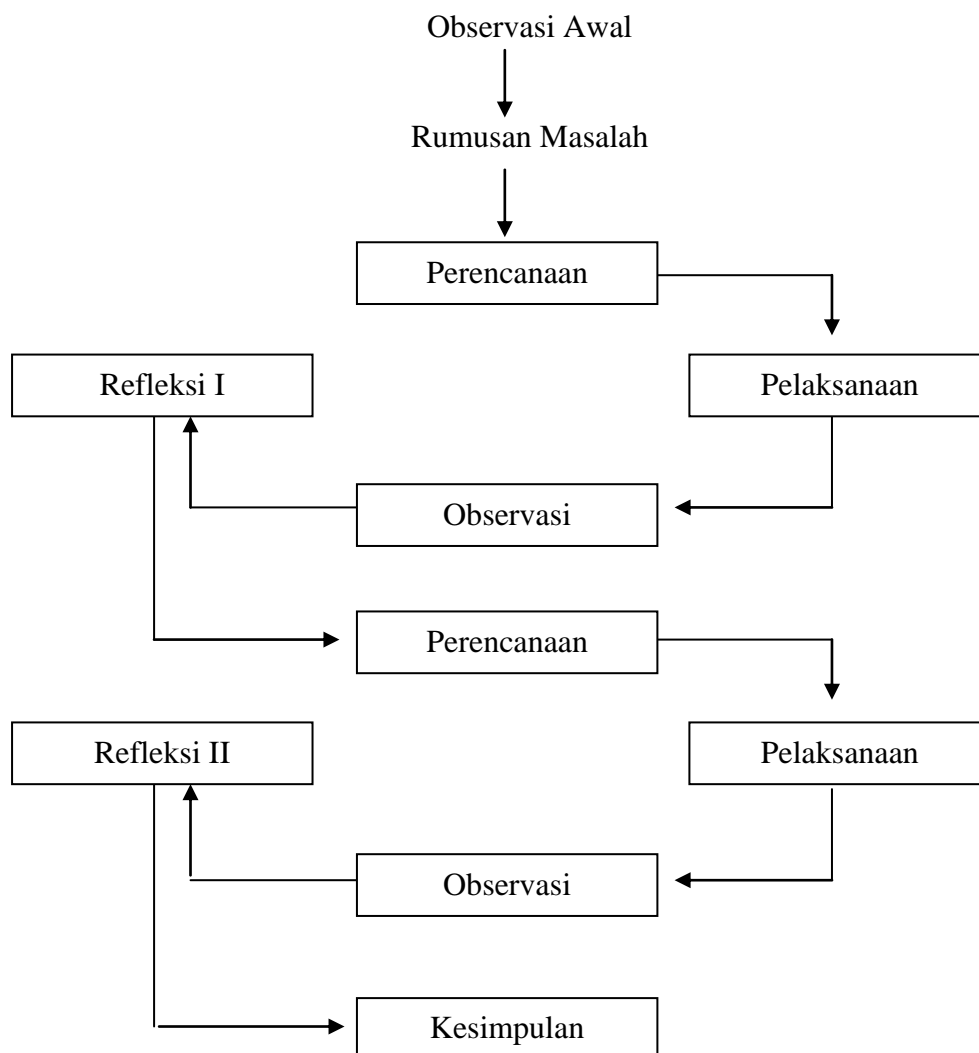 Observasi Awal
Rumusan Masalah
Perencanaan
Refleksi I
Pelaksanaan
Observasi
Perencanaan
Refleksi II
Pelaksanaan
Observasi
Kesimpulan